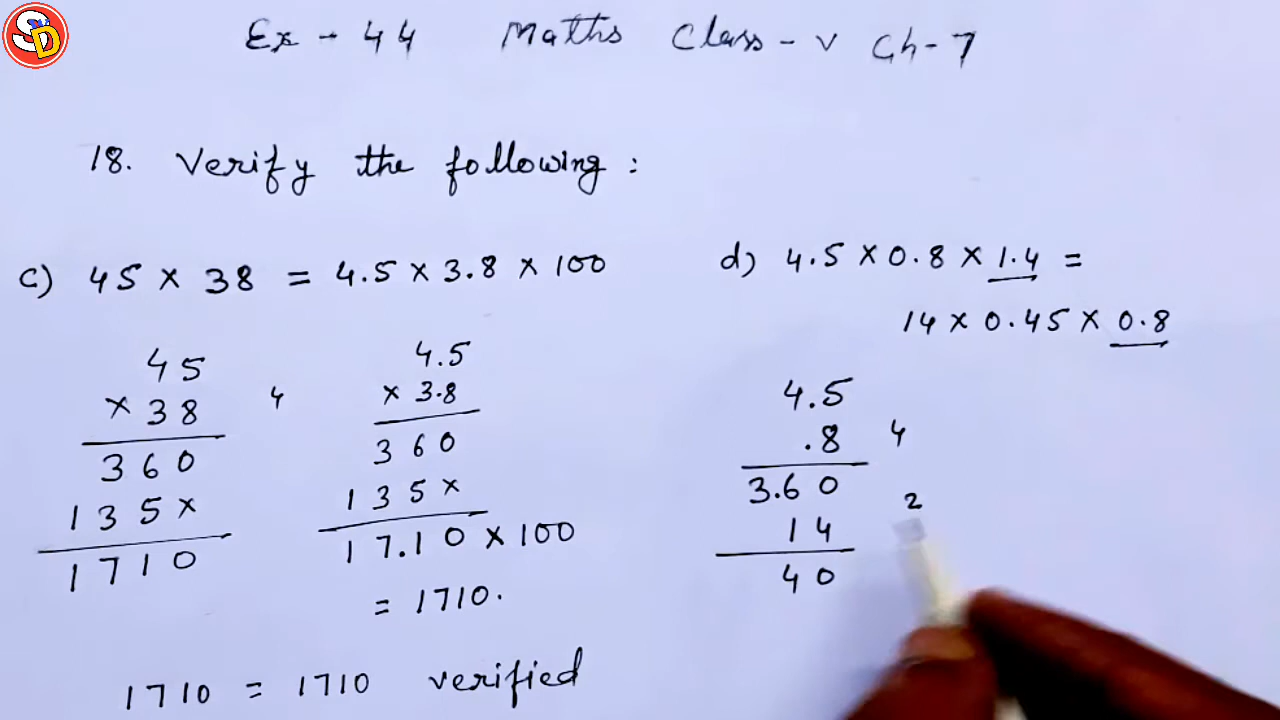 SD
Ex - 44 Maths Class - V Ch-7
18. Verify the following :
c) 45 × 38 = 4.5 × 3.8 × 100
45
× 38 4
360
135×
1710
4.5
× 3.8
360
135×
17.10 × 100
= 1710.
1710 = 1710 verified
d) 4.5 × 0.8 × 1.4 =
14 × 0.45 × 0.8
4.5
.8 4
3.60
14 2
40